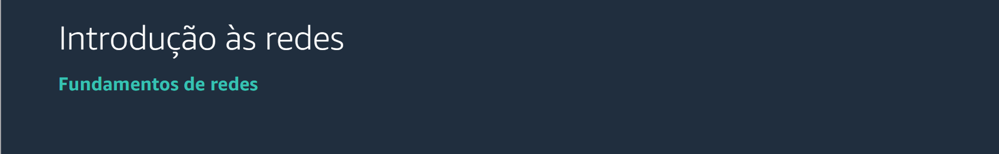 Introdução às redes
Fundamentos de redes